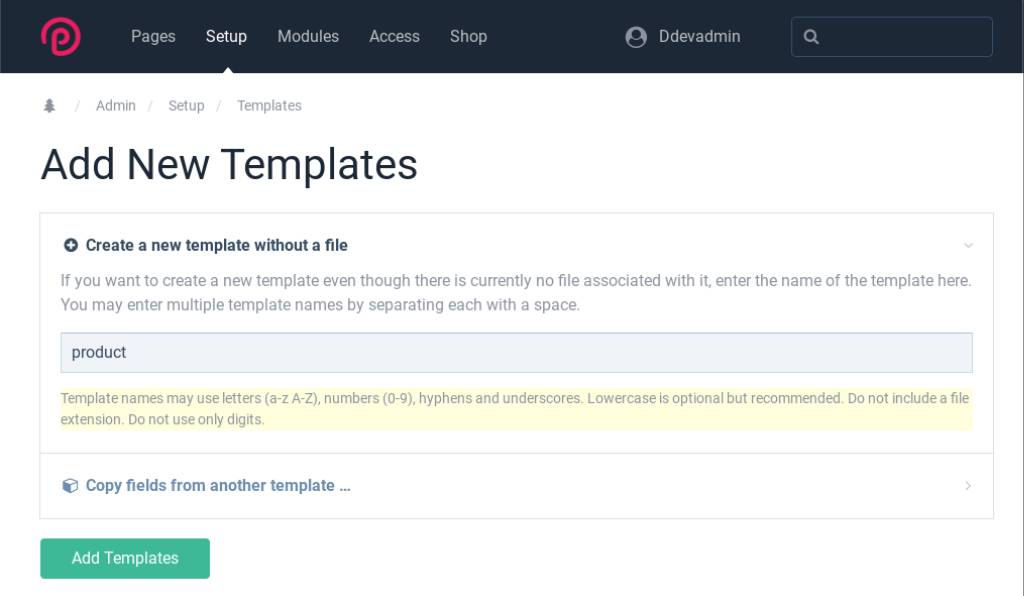 Pages Setup Modules Access Shop Ddevadmin
/ Admin / Setup / Templates
Add New Templates
Create a new template without a file
If you want to create a new template even though there is currently no file associated with it, enter the name of the template here.
You may enter multiple template names by separating each with a space.
product
Template names may use letters (a-z A-Z), numbers (0-9), hyphens and underscores. Lowercase is optional but recommended. Do not include a file
extension. Do not use only digits.
Copy fields from another template ...
Add Templates